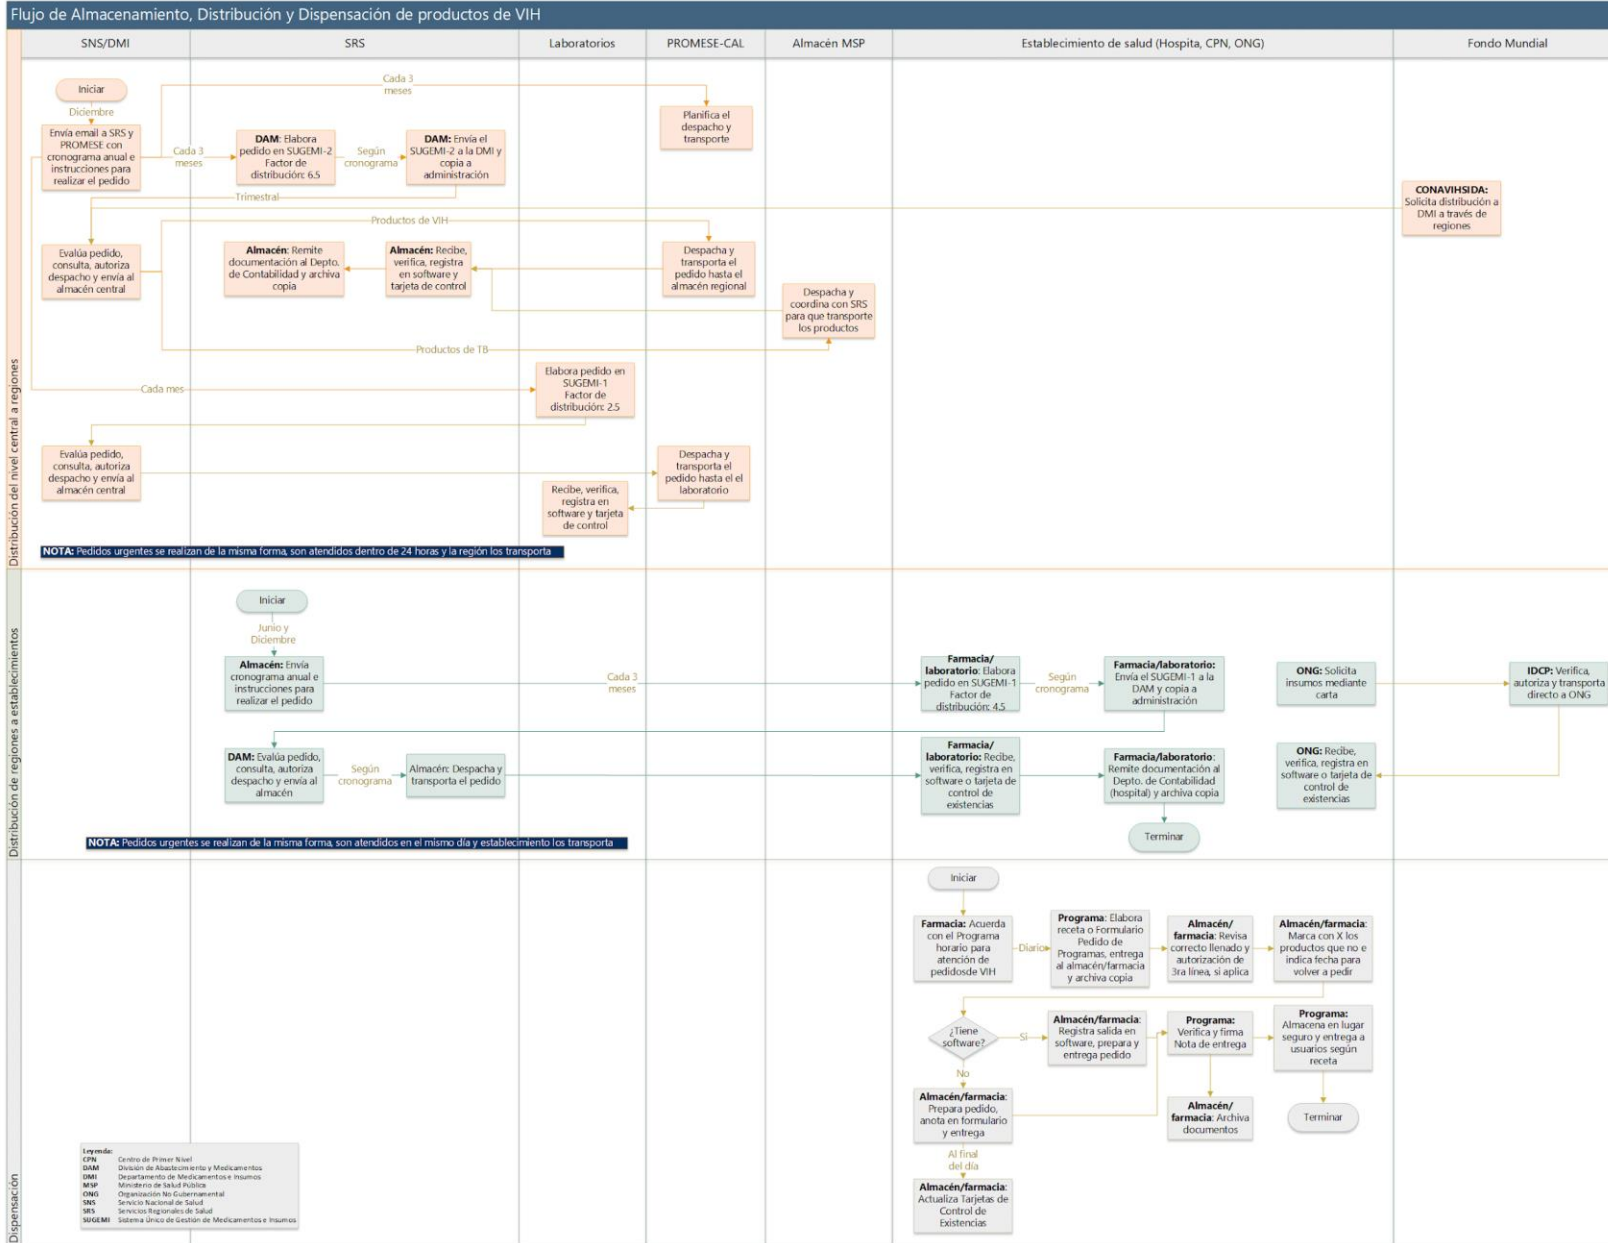 Flujo de Almacenamiento, Distribución y Dispensación de productos de VIH
SNS/DMI
SRS
Laboratorios
PROMESE-CAL
Almacén MSP
Establecimiento de salud (Hospita, CPN, ONG)
Fondo Mundial
Distribución del nivel central a regiones
Iniciar
Diciembre
Envía email a SRS y
PROMESE con
cronograma anual e
instrucciones para
realizar el pedido
Cada 3
meses
Cada 3
meses
DAM: Elabora
pedido en SUGEMI-2
Factor de
distribución: 6.5
Según
cronograma
DAM: Envía el
SUGEMI-2 a la DMI y
copia a
administración
Planifica el
despacho y
transporte
Trimestral
CONAVIHSIDA:
Solicita distribución a
DMI a través de
regiones
Productos de VIH
Evalúa pedido,
consulta, autoriza
despacho y envía al
almacén central
Almacén: Remite
documentación al Depto.
de Contabilidad y archiva
copia
Almacén: Recibe,
verifica, registra
en software y
tarjeta de control
Despacha y
transporta el
pedido hasta el
almacén regional
Despacha y
coordina con SRS
para que transporte
los productos
Productos de TB
Cada mes
Elabora pedido en
SUGEMI-1
Factor de
distribución: 2.5
Evalúa pedido,
consulta, autoriza
despacho y envía al
almacén central
Despacha y
transporta el
pedido hasta el el
laboratorio
Recibe, verifica,
registra en
software y tarjeta
de control
NOTA: Pedidos urgentes se realizan de la misma forma, son atendidos dentro de 24 horas y la región los transporta
Distribución de regiones a establecimientos
Iniciar
Junio y
Diciembre
Almacén: Envía
cronograma anual e
instrucciones para
realizar el pedido
Cada 3
meses
Farmacia/
laboratorio: Elabora
pedido en SUGEMI-1
Factor de
distribución: 4.5
Según
cronograma
Farmacia/laboratorio:
Envía el SUGEMI-1 a la
DAM y copia a
administración
ONG: Solicita
insumos mediante
carta
IDCP: Verifica,
autoriza y transporta
directo a ONG
DAM: Evalúa pedido,
consulta, autoriza
despacho y envía al
almacén
Según
cronograma
Almacén: Despacha y
transporta el pedido
Farmacia/
laboratorio: Recibe,
verifica, registra en
software o tarjeta de
control de
existencias
Farmacia/laboratorio:
Remite documentación al
Depto. de Contabilidad
(hospital) y archiva copia
ONG: Recibe,
verifica, registra en
software o tarjeta de
control de
existencias
Terminar
NOTA: Pedidos urgentes se realizan de la misma forma, son atendidos en el mismo día y establecimiento los transporta
Dispensación
Iniciar
Farmacia: Acuerda
con el Programa
horario para
atención de
pedidosde VIH
Diario
Programa: Elabora
receta o Formulario
Pedido de
Programas, entrega
al almacén/farmacia
y archiva copia
Almacén/
farmacia: Revisa
correcto llenado y
autorización de
3ra línea, si aplica
Almacén/farmacia:
Marca con X los
productos que no e
indica fecha para
volver a pedir
¿Tiene
software?
Si
Almacén/farmacia:
Registra salida en
software, prepara y
entrega pedido
Programa:
Verifica y firma
Nota de entrega
Programa:
Almacena en lugar
seguro y entrega a
usuarios según
receta
No
Almacén/farmacia:
Prepara pedido,
anota en formulario
y entrega
Almacén/
farmacia: Archiva
documentos
Terminar
Al final
del día
Almacén/farmacia:
Actualiza Tarjetas de
Control de
Existencias
Leyenda:
CPN Centro de Primer Nivel
DAM División de Abastecimiento y Medicamentos
DMI Departamento de Medicamentos e Insumos
MSP Ministerio de Salud Pública
ONG Organización No Gubernamental
SNS Servicio Nacional de Salud
SRS Servicios Regionales de Salud
SUGEMI Sistema Único de Gestión de Medicamentos e Insumos